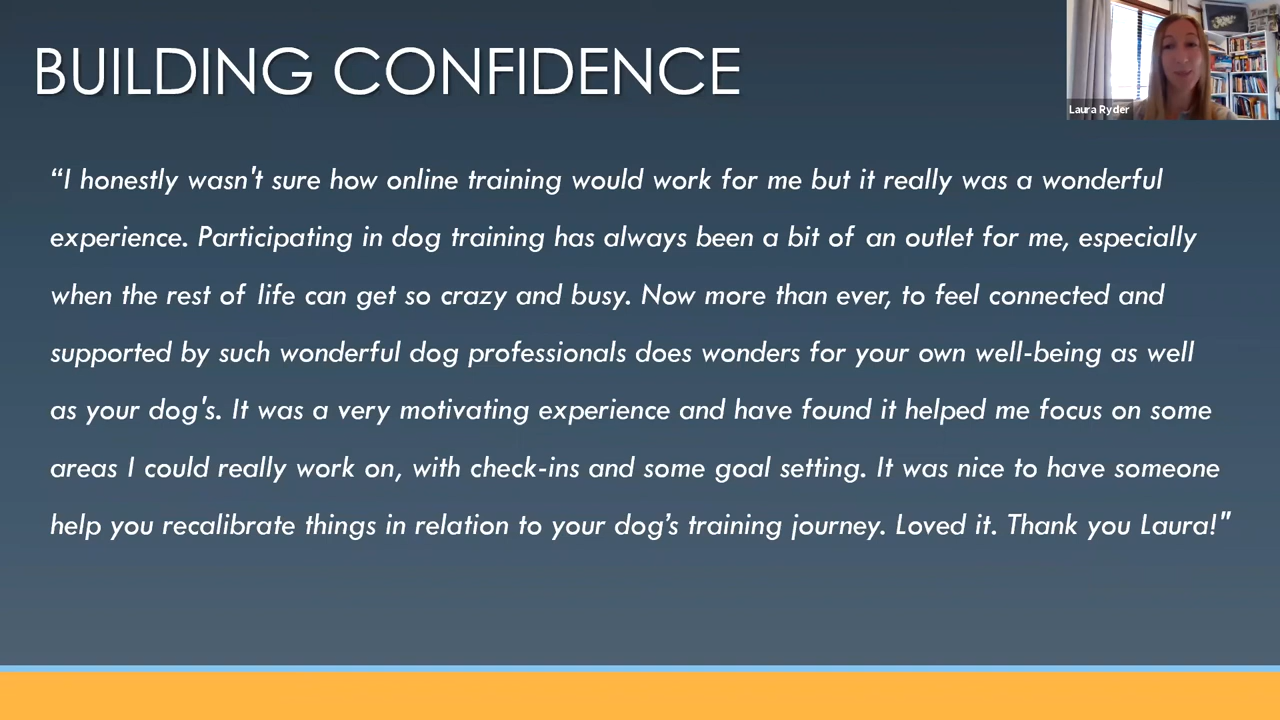 BUILDING CONFIDENCE
Laura Ryder
“I honestly wasn't sure how online training would work for me but it really was a wonderful
experience. Participating in dog training has always been a bit of an outlet for me, especially
when the rest of life can get so crazy and busy. Now more than ever, to feel connected and
supported by such wonderful dog professionals does wonders for your own well-being as well
as your dog's. It was a very motivating experience and have found it helped me focus on some
areas I could really work on, with check-ins and some goal setting. It was nice to have someone
help you recalibrate things in relation to your dog’s training journey. Loved it. Thank you Laura!"